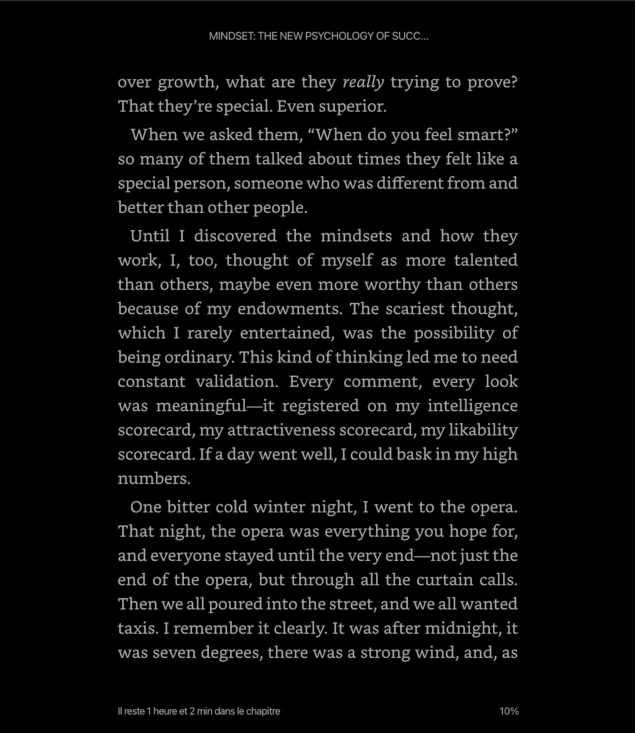 MINDSET: THE NEW PSYCHOLOGY OF SUCC...
over growth, what are they really trying to prove?
That they’re special. Even superior.
When we asked them, “When do you feel smart?”
so many of them talked about times they felt like a
special person, someone who was different from and
better than other people.
Until I discovered the mindsets and how they
work, I, too, thought of myself as more talented
than others, maybe even more worthy than others
because of my endowments. The scariest thought,
which I rarely entertained, was the possibility of
being ordinary. This kind of thinking led me to need
constant validation. Every comment, every look
was meaningful—it registered on my intelligence
scorecard, my attractiveness scorecard, my likability
scorecard. If a day went well, I could bask in my high
numbers.
One bitter cold winter night, I went to the opera.
That night, the opera was everything you hope for,
and everyone stayed until the very end—not just the
end of the opera, but through all the curtain calls.
Then we all poured into the street, and we all wanted
taxis. I remember it clearly. It was after midnight, it
was seven degrees, there was a strong wind, and, as
Il reste 1 heure et 2 min dans le chapitre
10%